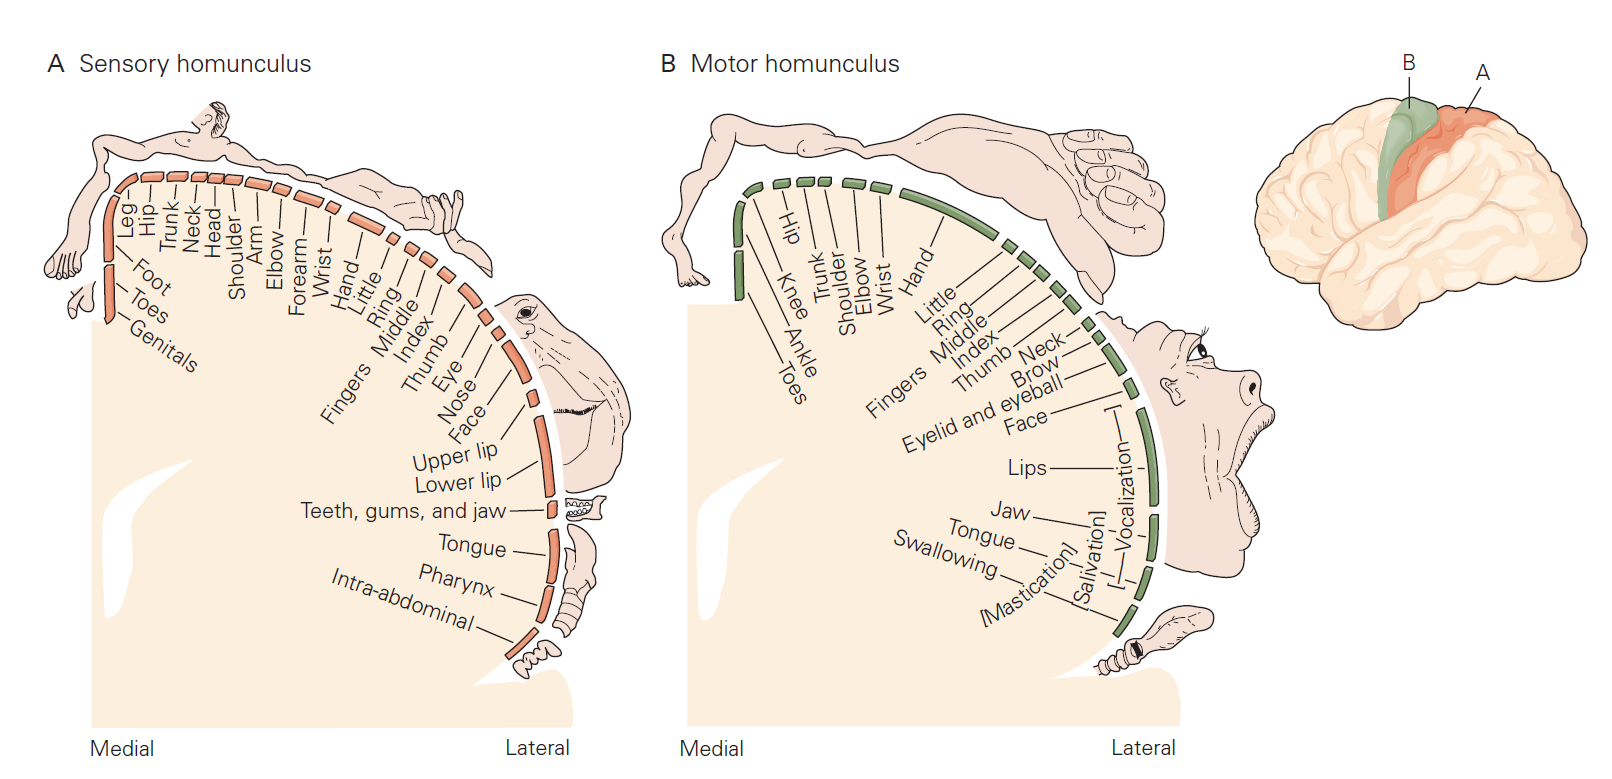 A Sensory homunculus
Leg
Hip
Trunk
Neck
Head
Shoulder
Arm
Elbow
Forearm
Wrist
Hand
Little
Ring
Middle
Index
Thumb
Fingers
Eye
Nose
Face
Upper lip
Lower lip
Teeth, gums, and jaw
Tongue
Pharynx
Intra-abdominal
Foot
Toes
Genitals
Medial
Lateral
B Motor homunculus
Hip
Trunk
Shoulder
Elbow
Wrist
Hand
Little
Ring
Middle
Index
Thumb
Fingers
Neck
Brow
Eyelid and eyeball
Face
Lips
Jaw
Tongue
Swallowing
[Mastication]
Salivation]
[Vocalization]
Knee
Ankle
Toes
Medial
Lateral
B
A